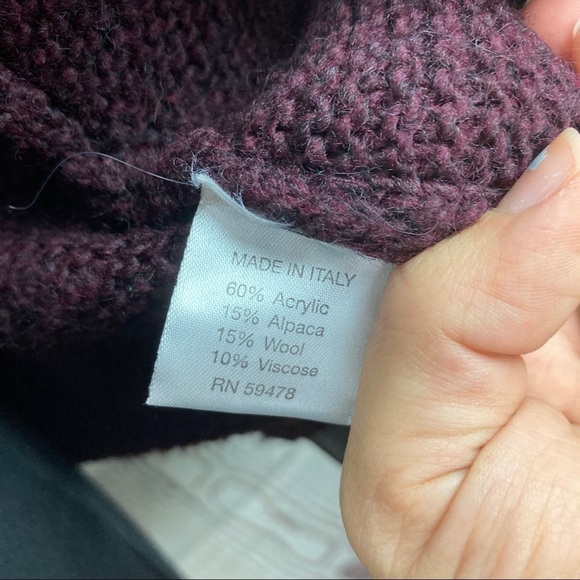 MADE IN ITALY
60% Acrylic
15% Alpaca
15% Wool
10% Viscose
RN 59478